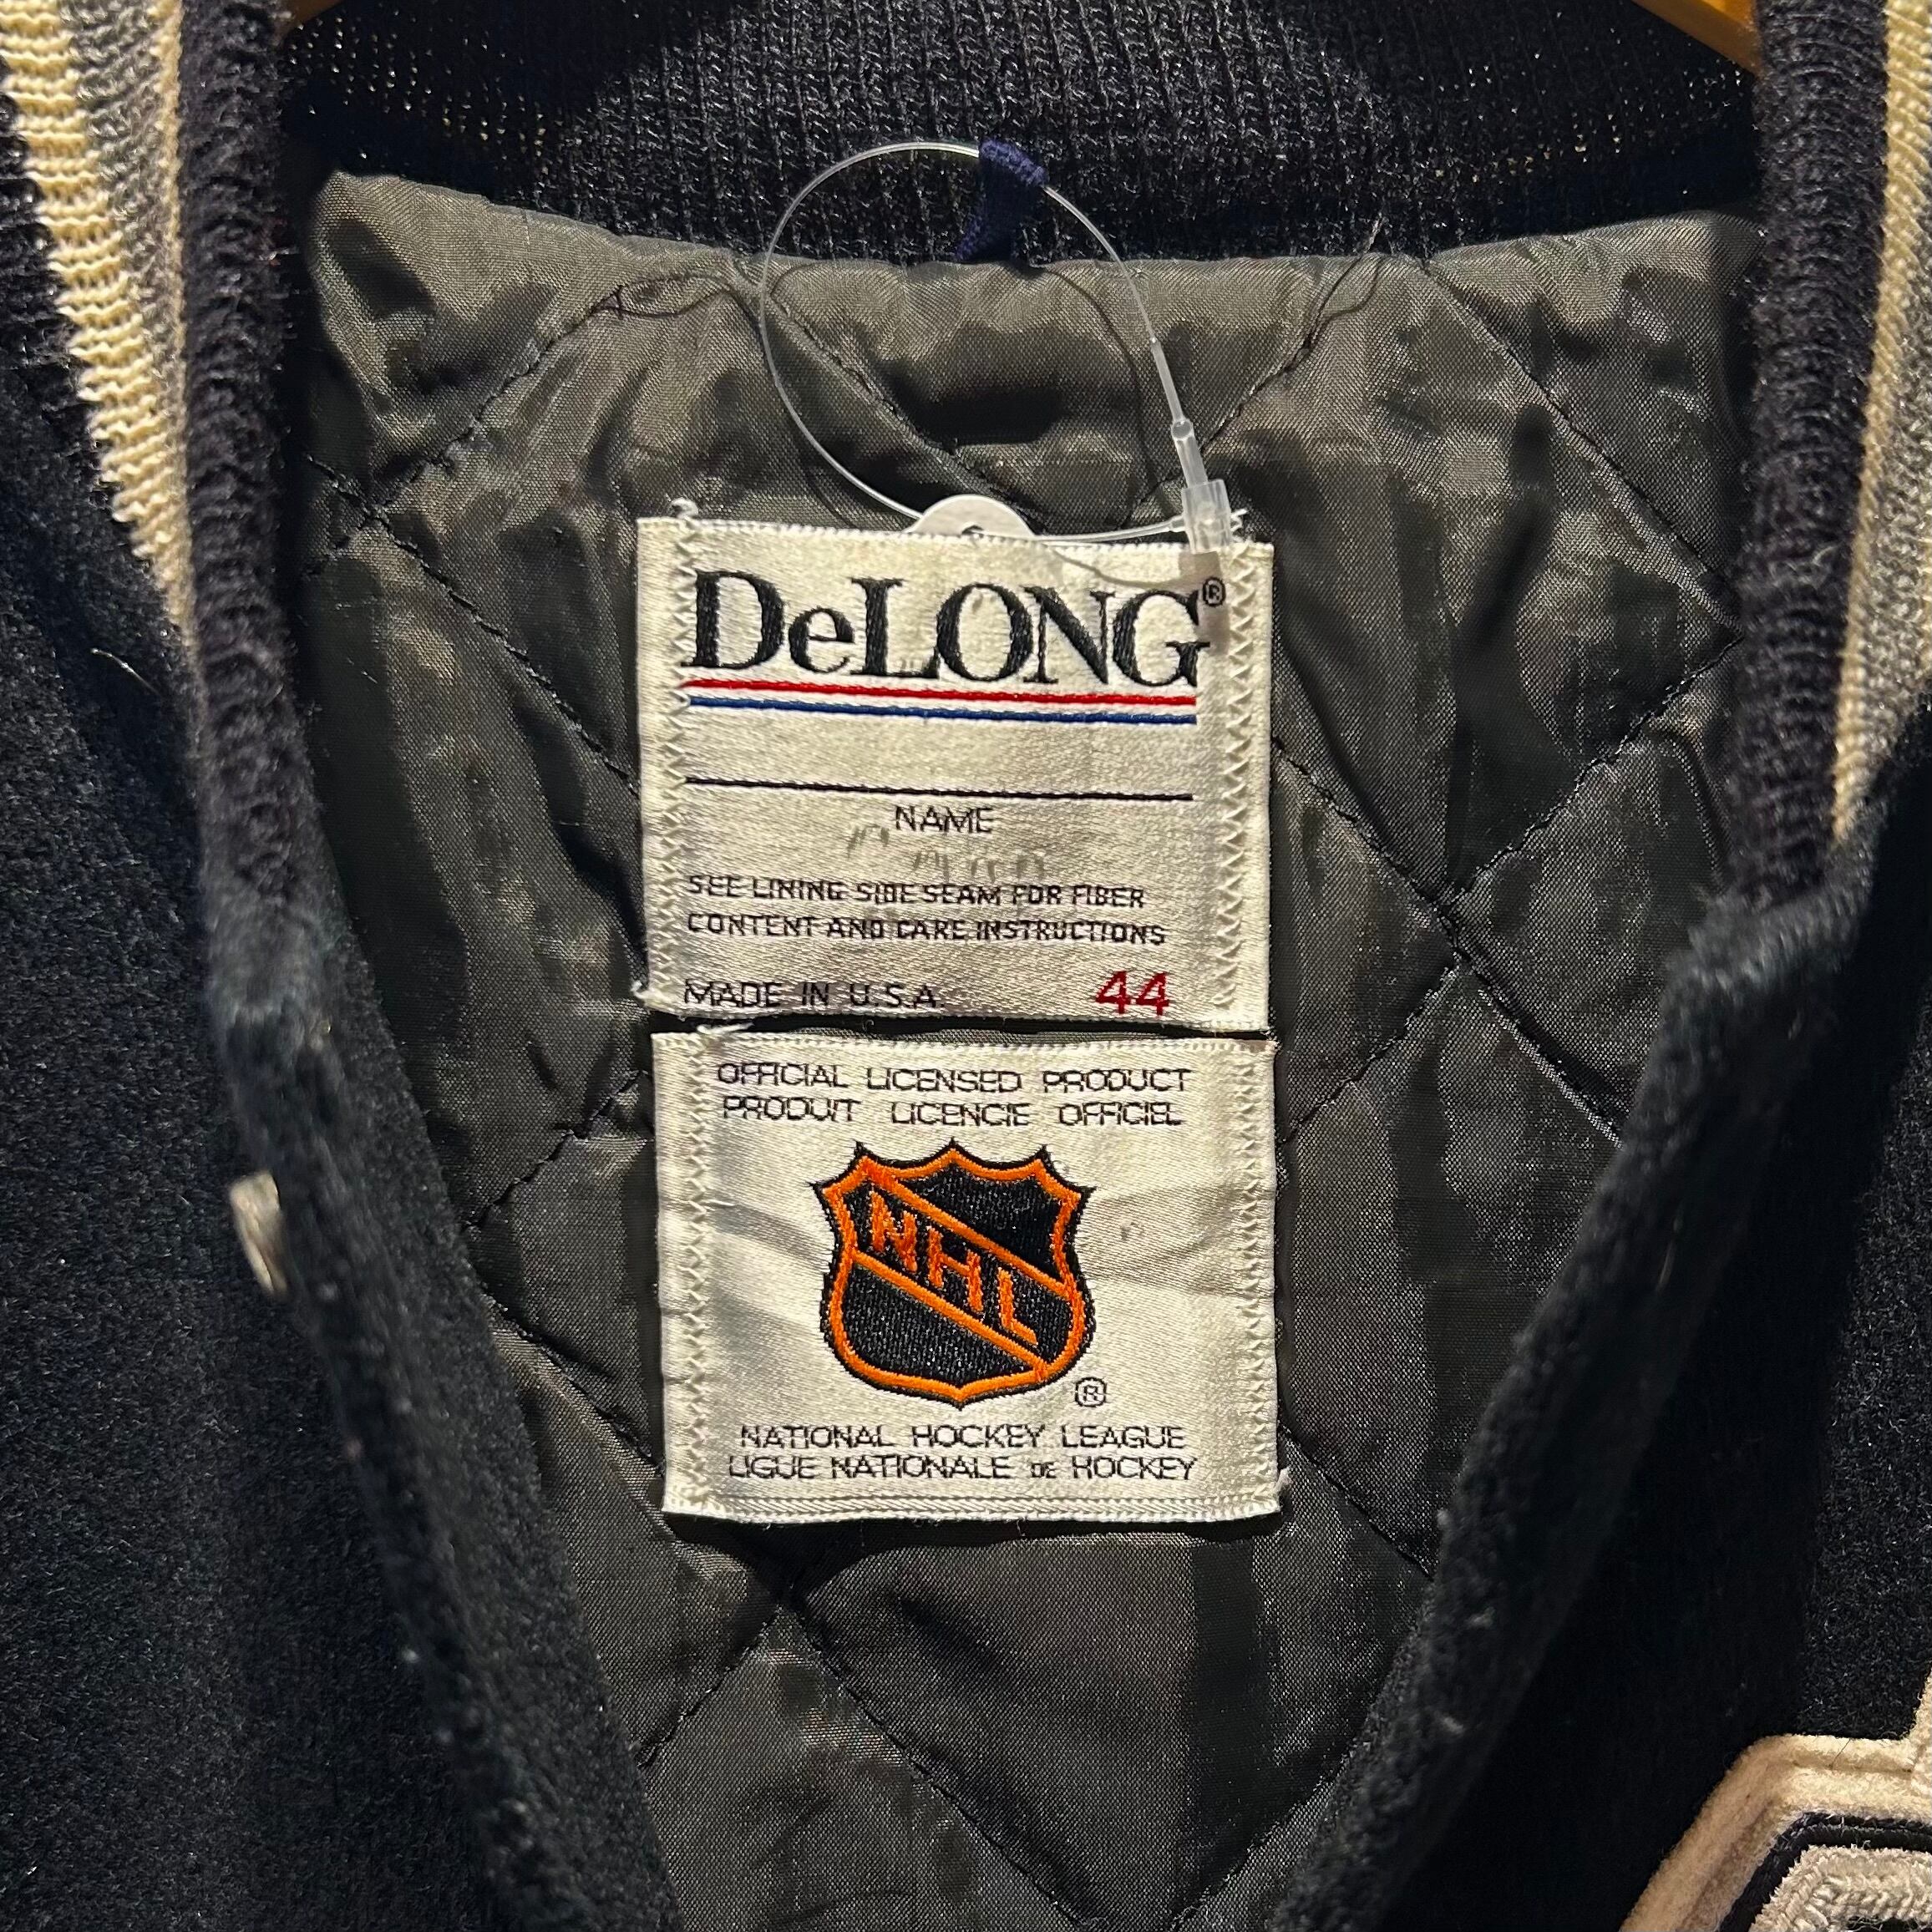 DeLONG®
NAME
SEE LINING SIDE SEAM FOR FIBER
CONTENT AND CARE INSTRUCTIONS
MADE IN U.S.A. 44
OFFICIAL LICENSED PRODUCT
PRODUIT LICENCIE OFFICIEL
NHL
®
NATIONAL HOCKEY LEAGUE
LIGUE NATIONALE DE HOCKEY